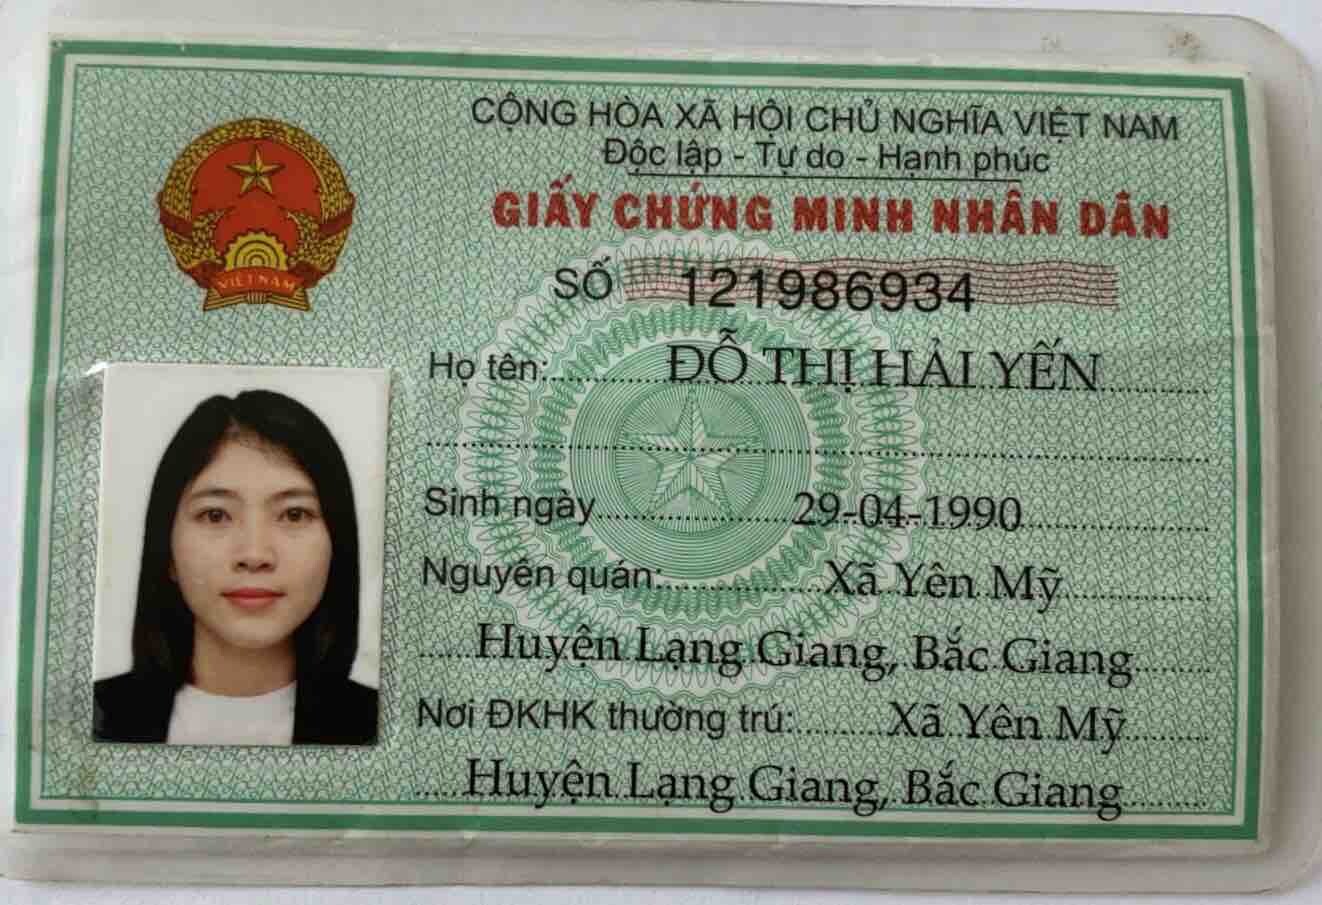 CỘNG HÒA XÃ HỘI CHỦ NGHĨA VIỆT NAM
Độc lập - Tự do - Hạnh phúc
GIẤY CHỨNG MINH NHÂN DÂN
VIỆT NAM
SỐ 121986934
Họ tên: ĐỖ THỊ HẢI YẾN
Sinh ngày 29-04-1990
Nguyên quán: Xã Yên Mỹ
Huyện Lạng Giang, Bắc Giang
Nơi ĐKHK thường trú: Xã Yên Mỹ
Huyện Lạng Giang, Bắc Giang